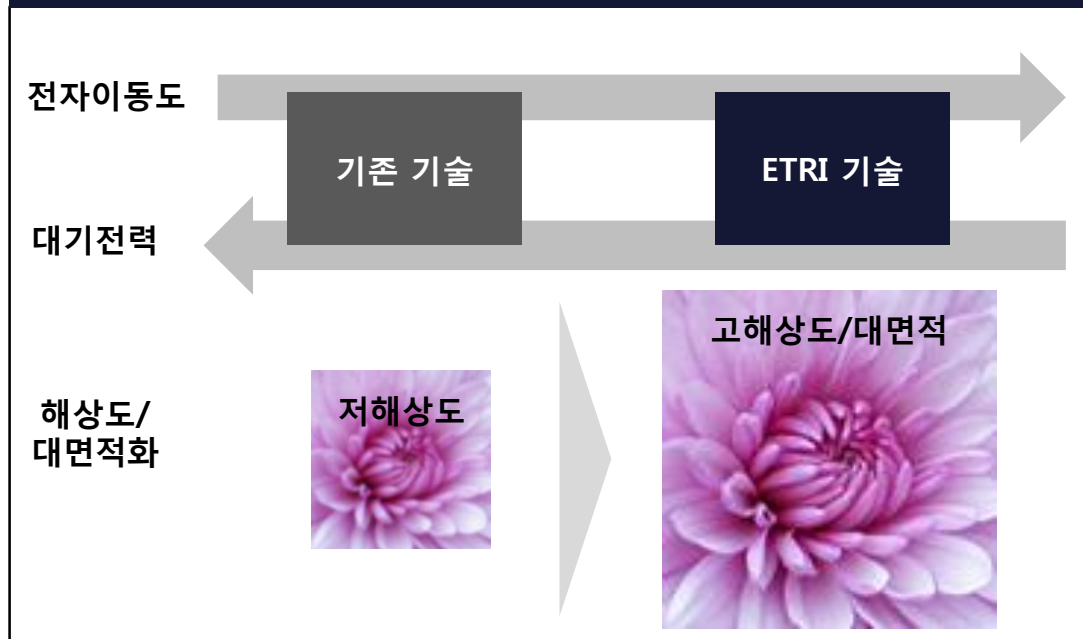 전자이동도
기존 기술
ETRI 기술
대기전력
고해상도/대면적
저해상도
해상도/
대면적화